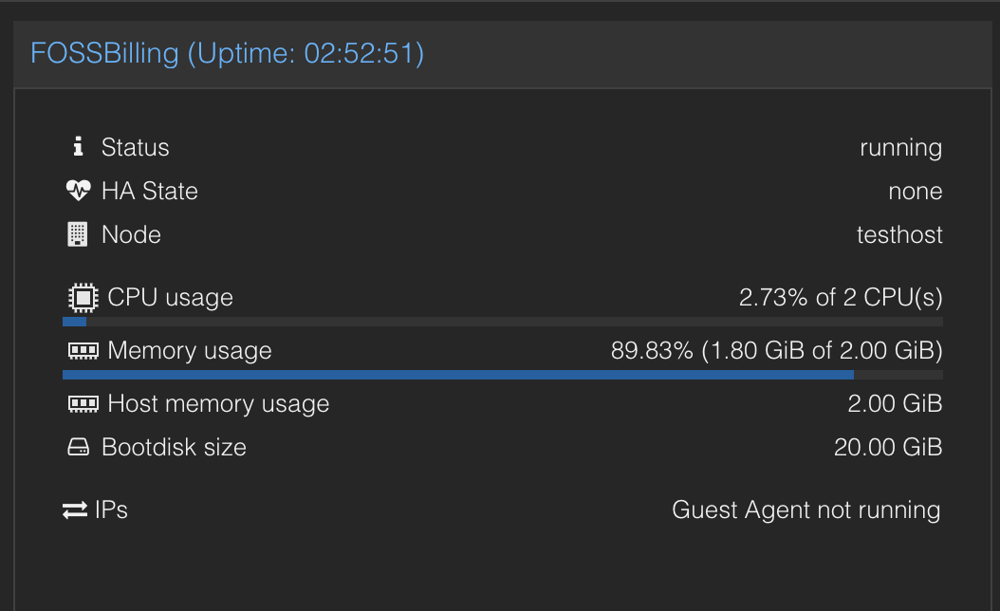 FOSSBilling (Uptime: 02:52:51)
Status running
HA State none
Node testhost
CPU usage 2.73% of 2 CPU(s)
Memory usage 89.83% (1.80 GiB of 2.00 GiB)
Host memory usage 2.00 GiB
Bootdisk size 20.00 GiB
IPs Guest Agent not running